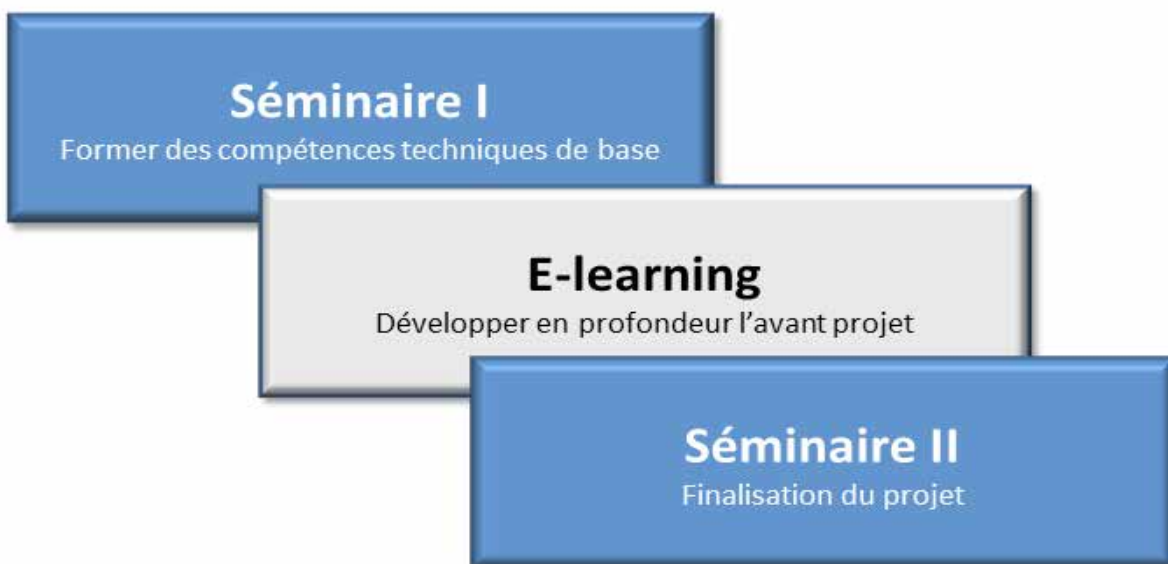 Séminaire I
Former des compétences techniques de base
E-learning
Développer en profondeur l’avant projet
Séminaire II
Finalisation du projet